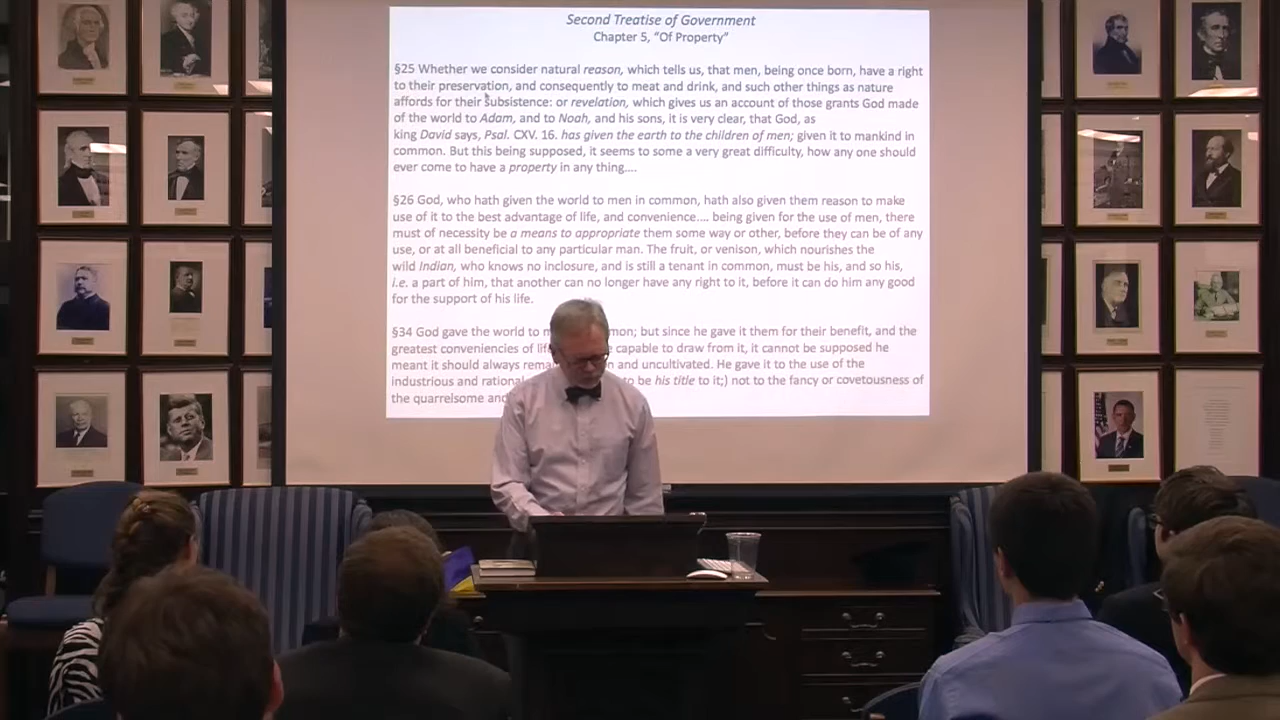 Second Treatise of Government
Chapter 5, “Of Property”
§25 Whether we consider natural reason, which tells us, that men, being once born, have a right
to their preservation, and consequently to meat and drink, and such other things as nature
affords for their subsistence: or revelation, which gives us an account of those grants God made
of the world to Adam, and to Noah, and his sons, it is very clear, that God, as
king David says, Psal. CXV. 16. has given the earth to the children of men; given it to mankind in
common. But this being supposed, it seems to some a very great difficulty, how any one should
ever come to have a property in any thing....
§26 God, who hath given the world to men in common, hath also given them reason to make
use of it to the best advantage of life, and convenience.... being given for the use of men, there
must of necessity be a means to appropriate them some way or other, before they can be of any
use, or at all beneficial to any particular man. The fruit, or venison, which nourishes the
wild Indian, who knows no inclosure, and is still a tenant in common, must be his, and so his,
i.e. a part of him, that another can no longer have any right to it, before it can do him any good
for the support of his life.
§34 God gave the world to mon; but since he gave it them for their benefit, and the
greatest conveniencies of capable to draw from it, it cannot be supposed he
meant it should always and uncultivated. He gave it to the use of the
industrious and rational to be his title to it;) not to the fancy or covetousness of
the quarrelsome and